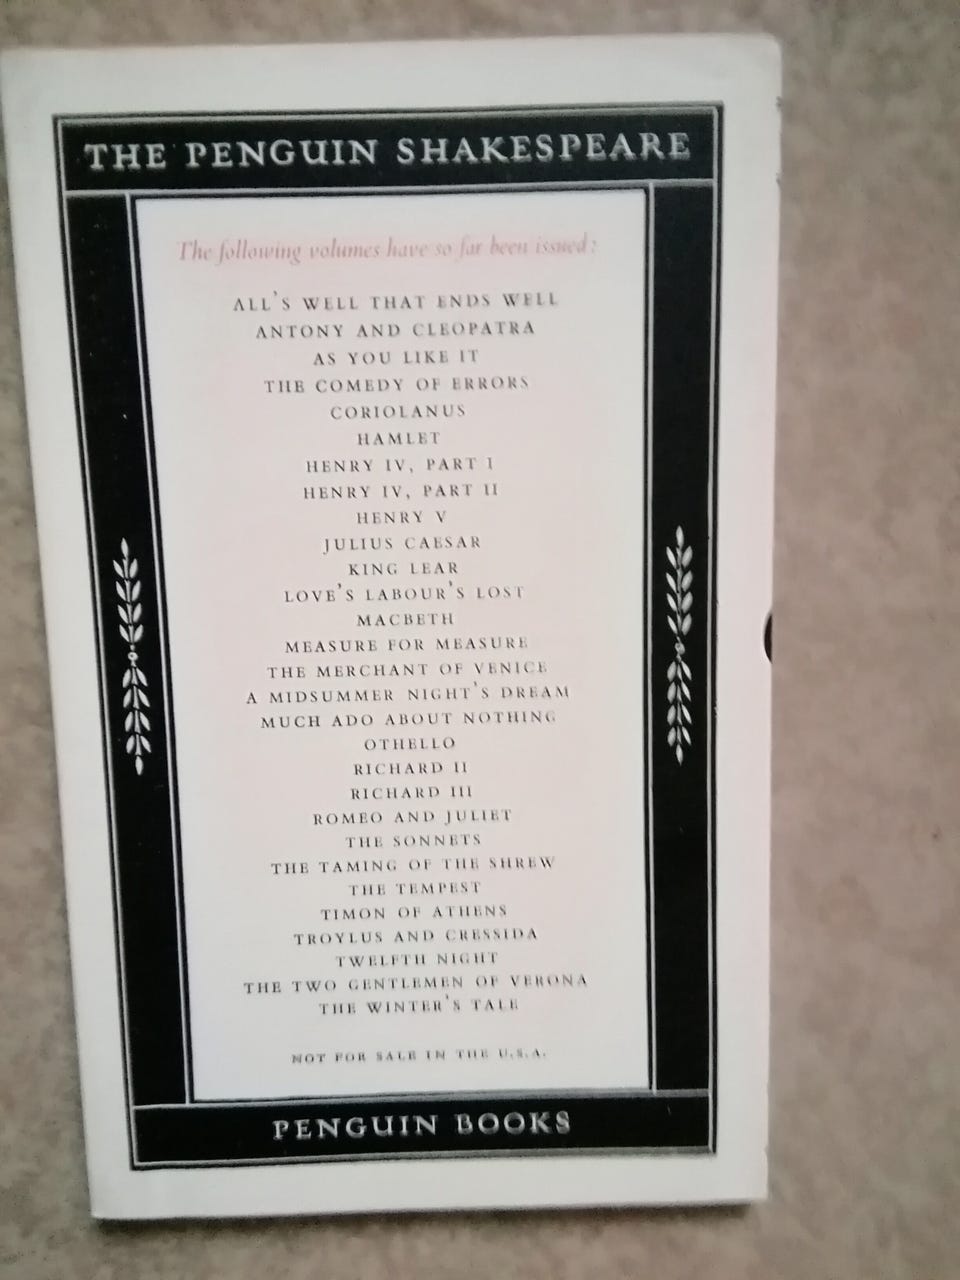 THE PENGUIN SHAKESPEARE
The following volumes have so far been issued:
ALL'S WELL THAT ENDS WELL
ANTONY AND CLEOPATRA
AS YOU LIKE IT
THE COMEDY OF ERRORS
CORIOLANUS
HAMLET
HENRY IV, PART I
HENRY IV, PART II
HENRY V
JULIUS CAESAR
KING LEAR
LOVE'S LABOUR'S LOST
MACBETH
MEASURE FOR MEASURE
THE MERCHANT OF VENICE
A MIDSUMMER NIGHT'S DREAM
MUCH ADO ABOUT NOTHING
OTHELLO
RICHARD II
RICHARD III
ROMEO AND JULIET
THE SONNETS
THE TAMING OF THE SHREW
THE TEMPEST
TIMON OF ATHENS
TROYLUS AND CRESSIDA
TWELFTH NIGHT
THE TWO GENTLEMEN OF VERONA
THE WINTER'S TALE
NOT FOR SALE IN THE U.S.A.
PENGUIN BOOKS